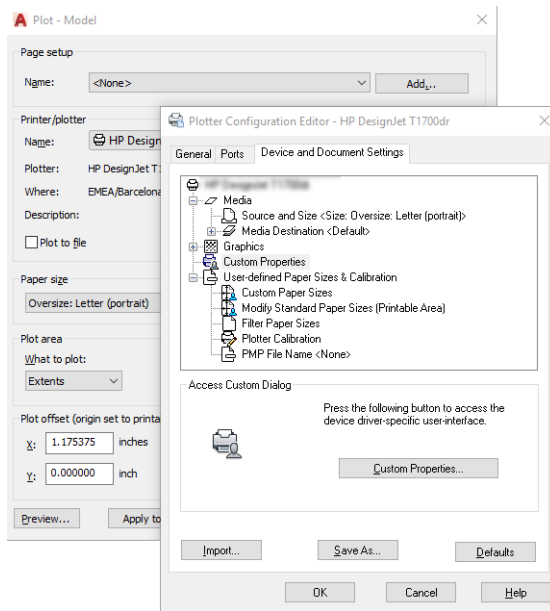 Plot - Model
Page setup
Name:
<None>
Add...
Printer/plotter
Name:
HP Design
Plotter:
HP DesignJet T1
Where:
EMEA/Barcelona
Description:
Plot to file
Paper size
Oversize: Letter (portrait)
Plot area
What to plot:
Extents
Plot offset (origin set to printa
X:
1.175375
inches
Y:
0.000000
inch
Preview...
Apply to
Plotter Configuration Editor - HP DesignJet T1700dr
General
Ports
Device and Document Settings
Media
Source and Size <Size: Oversize: Letter (portrait)>
Media Destination <Default>
Graphics
Custom Properties
User-defined Paper Sizes & Calibration
Custom Paper Sizes
Modify Standard Paper Sizes (Printable Area)
Filter Paper Sizes
Plotter Calibration
PMP File Name <None>
Access Custom Dialog
Press the following button to access the
device driver-specific user-interface.
Custom Properties...
Import...
Save As...
Defaults
OK
Cancel
Help